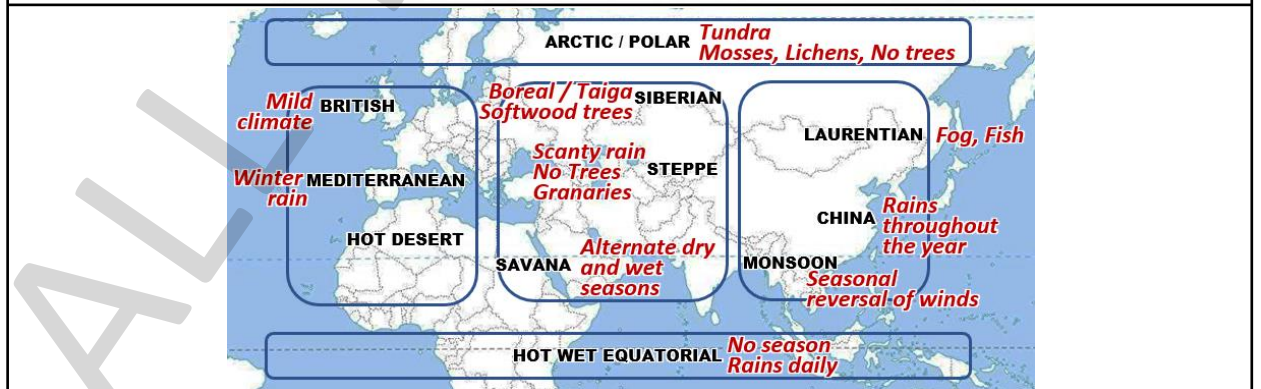 ARCTIC / POLAR Tundra
Mosses, Lichens, No trees
Mild
climate
BRITISH
Winter
rain
MEDITERRANEAN
HOT DESERT
Boreal / Taiga
Softwood trees
SIBERIAN
Scanty rain
No Trees
Granaries
STEPPE
SAVANA
Alternate dry
and wet
seasons
LAURENTIAN Fog, Fish
CHINA
Rains
throughout
the year
MONSOON
Seasonal
reversal of winds
HOT WET EQUATORIAL No season
Rains daily